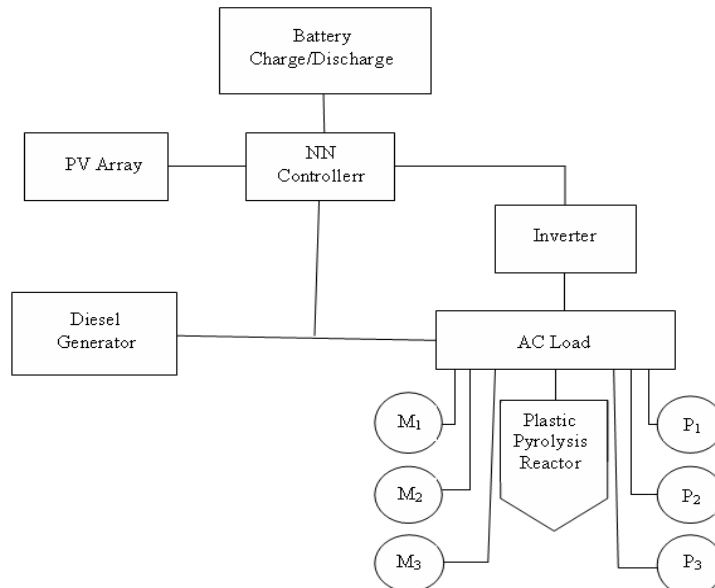 Battery
Charge/Discharge
PV Array
NN
Controllerr
Inverter
Diesel
Generator
AC Load
M1
Plastic
Pyrolysis
Reactor
P1
M2
P2
M3
P3